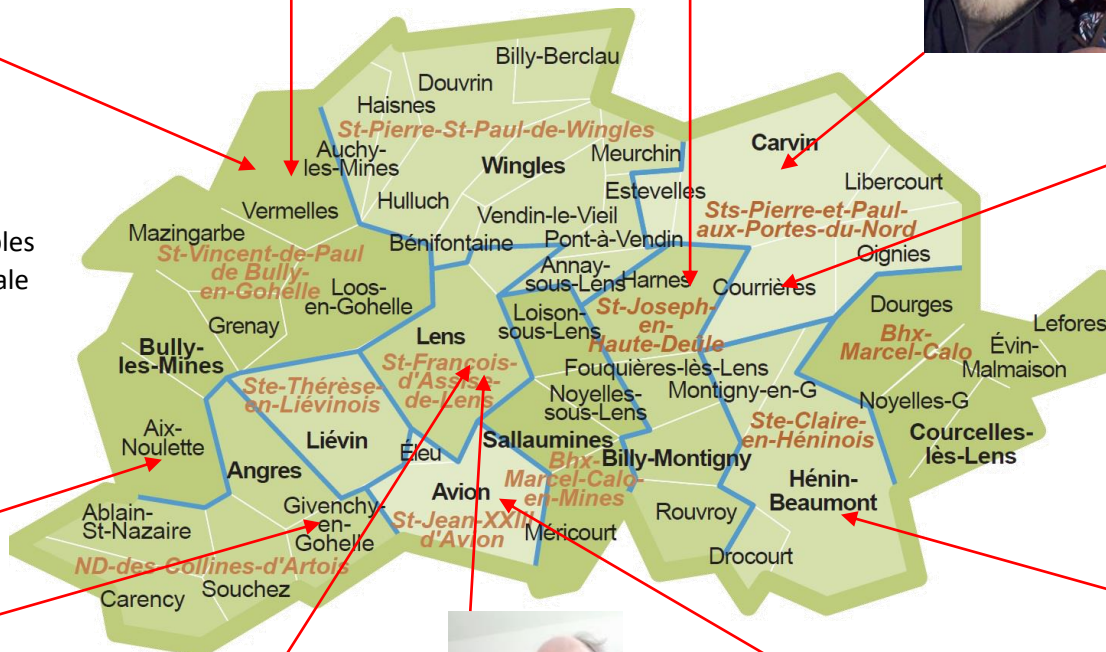 Billy-Berclau
Douvrin
Haisnes
St-Pierre-St-Paul-de-Wingles
Auchy-
les-Mines
Wingles
Meurchin
Carvin
Hulluch
Estevelles
Libercourt
Vermelles
Vendin-le-Vieil
Sts-Pierre-et-Paul-
aux-Portes-du-Nord
Mazingarbe
Bénifontaine
Pont-à-Vendin
Oignies
St-Vincent-de-Paul
de Bully-
en-Gohelle
Annay-
sous-Lens
Harnes
Courrières
Loos-
en-Gohelle
Dourges
Grenay
Lens
Loison-
sous-Lens
St-Joseph-
en-
Haute-Deûle
Bhx-
Marcel-Calo
Lefores
Évin-
Malmaison
Bully-
les-Mines
St-François-
d'Assise-
de-Lens
Fouquières-lès-Lens
Ste-Thérèse-
en-Liévinois
Noyelles-
sous-Lens
Montigny-en-G
Noyelles-G
Aix-
Noulette
Liévin
Éleu
Sallaumines
Ste-Claire-
en-Héninois
Courcelles-
lès-Lens
Angres
Bhx-
Marcel-Calo-
en-Mines
Billy-Montigny
Avion
Hénin-
Beaumont
Ablain-
St-Nazaire
Givenchy-
en-
Gohelle
St-Jean-XXIII
d'Avion
Méricourt
Rouvroy
ND-des-Collines-d'Artois
Drocourt
Carency
Souchez